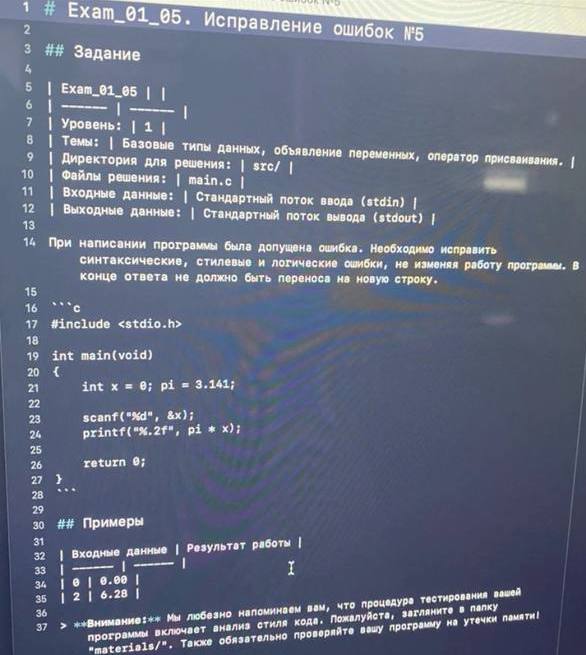 1 # Exam_01_05. Исправление ошибок №5
2
3 ## Задание
4
5 | Exam_01_05 | |
6 | —————— | —————— |
7 | Уровень: | 1 |
8 | Темы: | Базовые типы данных, объявление переменных, оператор присваивания. |
9 | Директория для решения: | src/ |
10 | Файлы решения: | main.c |
11 | Входные данные: | Стандартный поток ввода (stdin) |
12 | Выходные данные: | Стандартный поток вывода (stdout) |
13
14 При написании программы была допущена ошибка. Необходимо исправить
синтаксические, стилевые и логические ошибки, не изменяя работу программы. В
конце ответа не должно быть переноса на новую строку.
15
16 ```c
17 #include <stdio.h>
18
19 int main(void)
20 {
21 int x = 0; pi = 3.141;
22
23 scanf("%d", &x);
24 printf("%.2f", pi * x);
25
26 return 0;
27 }
28 ```
29
30 ## Примеры
31
32 | Входные данные | Результат работы |
33 | —————— | —————— |
34 | 0 | 0.00 |
35 | 2 | 6.28 |
36
37 > **Внимание:** Мы любезно напоминаем вам, что процедура тестирования вашей
программы включает анализ стиля кода. Пожалуйста, загляните в папку
"materials/". Также обязательно проверяйте вашу программу на утечки памяти!